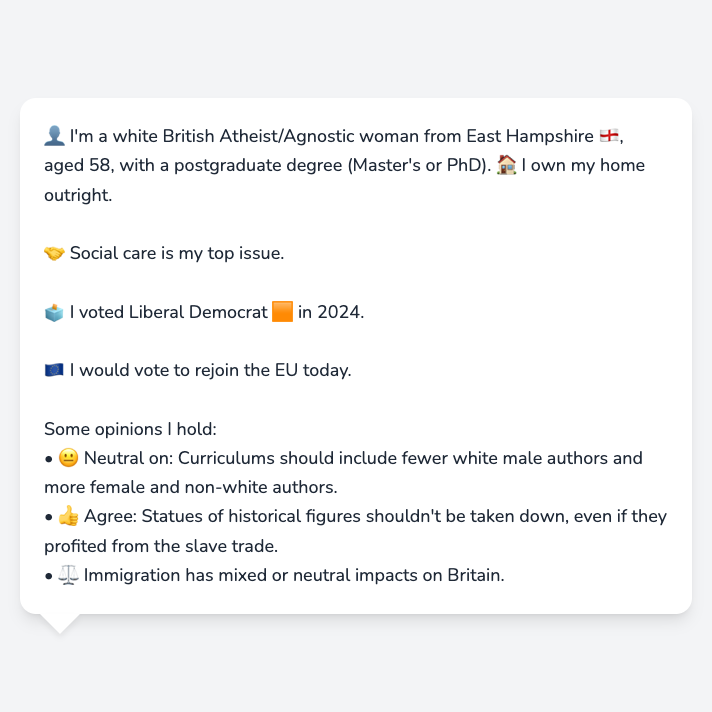 👤 I'm a white British Atheist/Agnostic woman from East Hampshire 🏴󠁧󠁢󠁥󠁮󠁧󠁿,
aged 58, with a postgraduate degree (Master's or PhD). 🏠 I own my home
outright.
🤝 Social care is my top issue.
🗳️ I voted Liberal Democrat 🟧 in 2024.
🇪🇺 I would vote to rejoin the EU today.
Some opinions I hold:
• 😐 Neutral on: Curriculums should include fewer white male authors and
more female and non-white authors.
• 👍 Agree: Statues of historical figures shouldn't be taken down, even if they
profited from the slave trade.
• ⚖️ Immigration has mixed or neutral impacts on Britain.